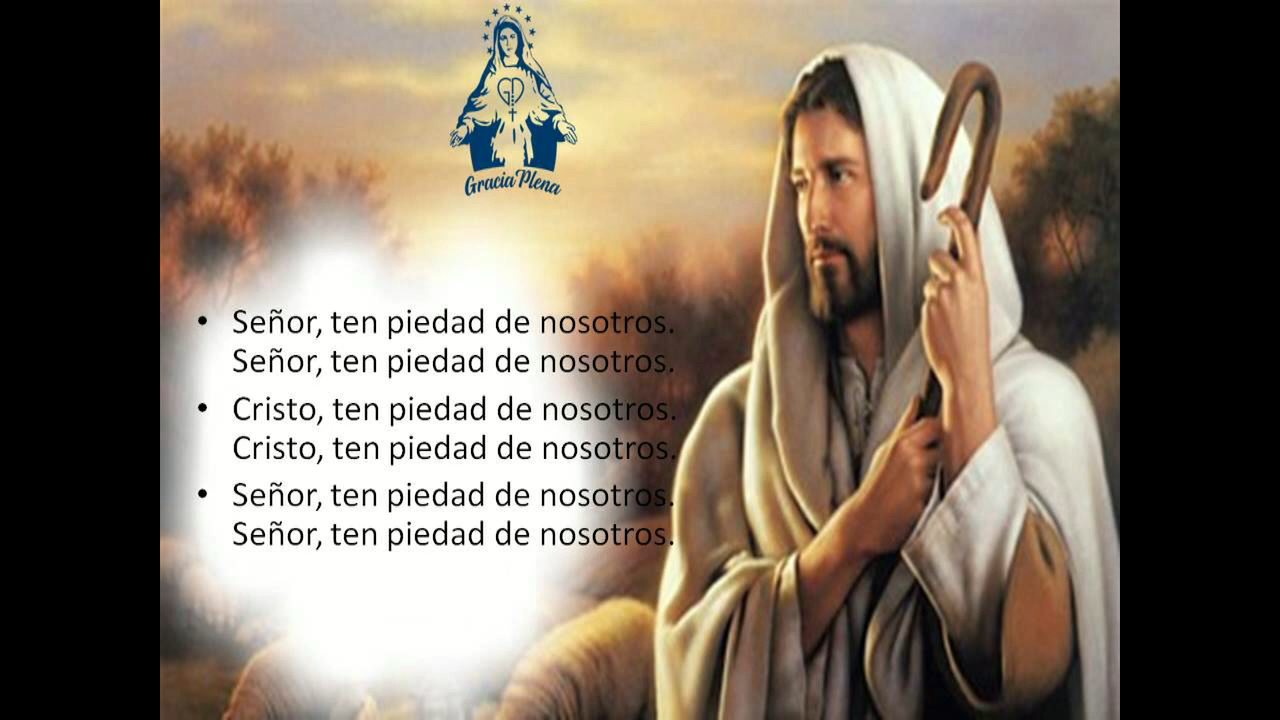 GP
Gracia Plena
• Señor, ten piedad de nosotros.
Señor, ten piedad de nosotros.
• Cristo, ten piedad de nosotros.
Cristo, ten piedad de nosotros.
• Señor, ten piedad de nosotros.
Señor, ten piedad de nosotros.